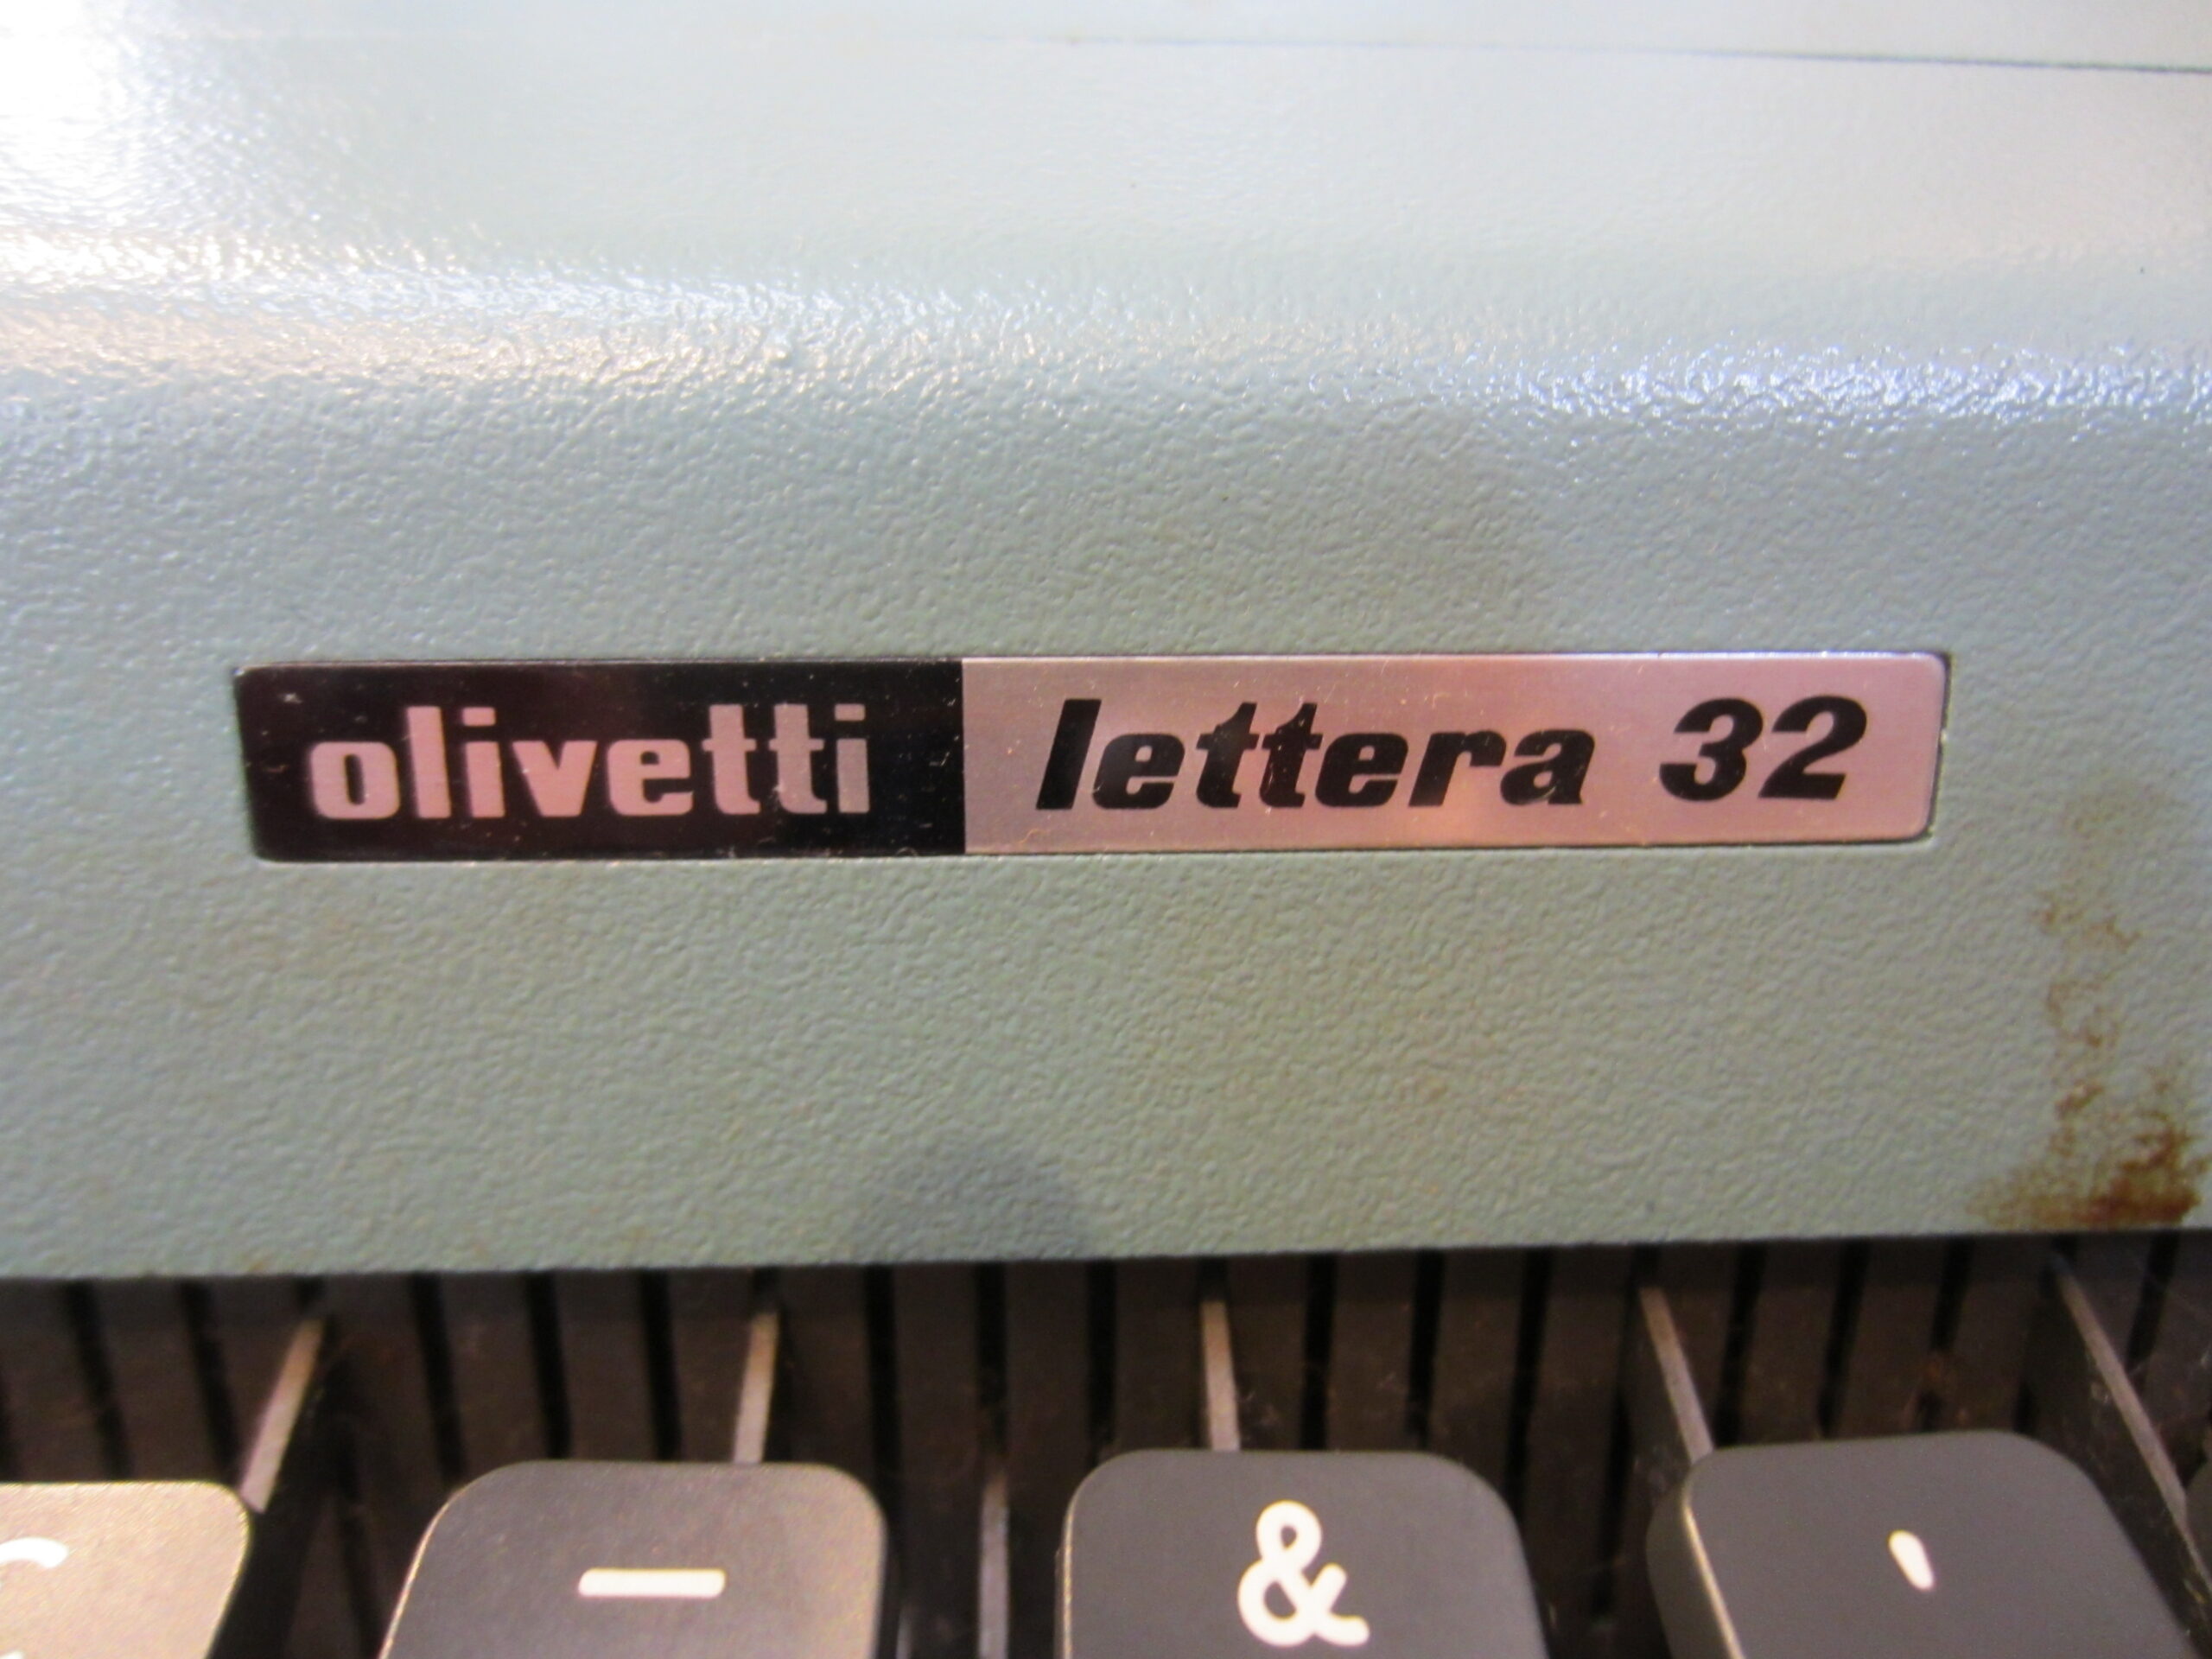 olivetti lettera 32
_ & '